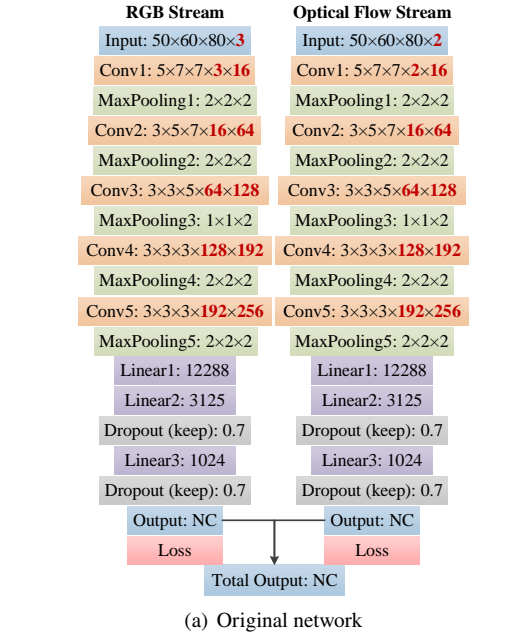 RGB Stream
Input: 50×60×80×3
Conv1: 5×7×7×3×16
MaxPooling1: 2×2×2
Conv2: 3×5×7×16×64
MaxPooling2: 2×2×2
Conv3: 3×3×5×64×128
MaxPooling3: 1×1×2
Conv4: 3×3×3×128×192
MaxPooling4: 2×2×2
Conv5: 3×3×3×192×256
MaxPooling5: 2×2×2
Linear1: 12288
Linear2: 3125
Dropout (keep): 0.7
Linear3: 1024
Dropout (keep): 0.7
Output: NC
Loss
Optical Flow Stream
Input: 50×60×80×2
Conv1: 5×7×7×2×16
MaxPooling1: 2×2×2
Conv2: 3×5×7×16×64
MaxPooling2: 2×2×2
Conv3: 3×3×5×64×128
MaxPooling3: 1×1×2
Conv4: 3×3×3×128×192
MaxPooling4: 2×2×2
Conv5: 3×3×3×192×256
MaxPooling5: 2×2×2
Linear1: 12288
Linear2: 3125
Dropout (keep): 0.7
Linear3: 1024
Dropout (keep): 0.7
Output: NC
Loss
Total Output: NC
(a) Original network